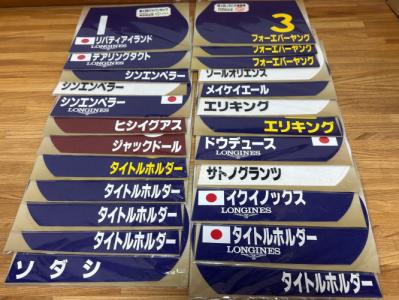 1
リバティアイランド
LONGINES
テアリングタクト
LONGINES
シンエンペラー
シンエンペラー
シンエンペラー
LONGINES
ヒシイグアス
ジャックドール
タイトルホルダー
タイトルホルダー
タイトルホルダー
タイトルホルダー
ソダシ
3
フォーエバーヤング
フォーエバーヤング
フォーエバーヤング
ソールオリエンス
メイケイエール
エリキング
エリキング
ドウデュース
サトノグランツ
イクイノックス
LONGINES
タイトルホルダー
LONGINES
タイトルホルダー